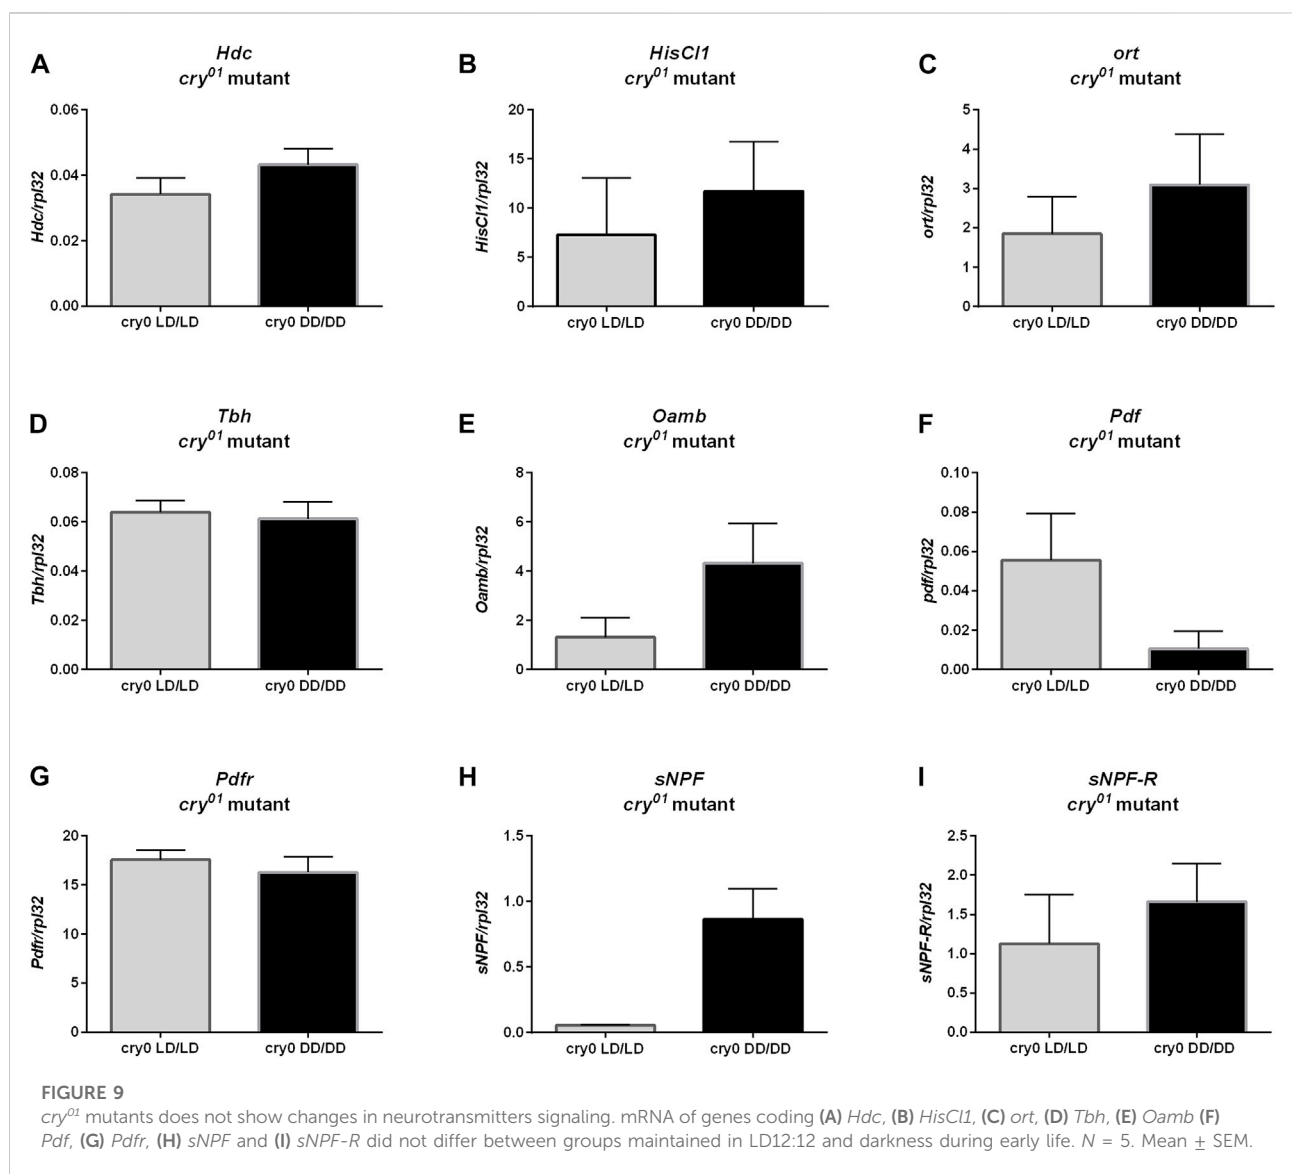 A
Hdc
cry01 mutant
Hdc/rpl32
0.06
0.04
0.02
0.00
cry0 LD/LD cry0 DD/DD
B
HisCl1
cry01 mutant
HisCl1/rpl32
20
15
10
5
0
cry0 LD/LD cry0 DD/DD
C
ort
cry01 mutant
ort/rpl32
5
4
3
2
1
0
cry0 LD/LD cry0 DD/DD
D
Tbh
cry01 mutant
Tbh/rpl32
0.08
0.06
0.04
0.02
0.00
cry0 LD/LD cry0 DD/DD
E
Oamb
cry01 mutant
Oamb/rpl32
8
6
4
2
0
cry0 LD/LD cry0 DD/DD
F
Pdf
cry01 mutant
pdf/rpl32
0.10
0.08
0.06
0.04
0.02
0.00
cry0 LD/LD cry0 DD/DD
G
Pdfr
cry01 mutant
Pdfr/rpl32
20
15
10
5
0
cry0 LD/LD cry0 DD/DD
H
sNPF
cry01 mutant
sNPF/rpl32
1.5
1.0
0.5
0.0
cry0 LD/LD cry0 DD/DD
I
sNPF-R
cry01 mutant
sNPF-R/rpl32
2.5
2.0
1.5
1.0
0.5
0.0
cry0 LD/LD cry0 DD/DD
FIGURE 9
cry01 mutants does not show changes in neurotransmitters signaling. mRNA of genes coding (A) Hdc, (B) HisCl1, (C) ort, (D) Tbh, (E) Oamb (F)
Pdf, (G) Pdfr, (H) sNPF and (I) sNPF-R did not differ between groups maintained in LD12:12 and darkness during early life. N = 5. Mean ± SEM.